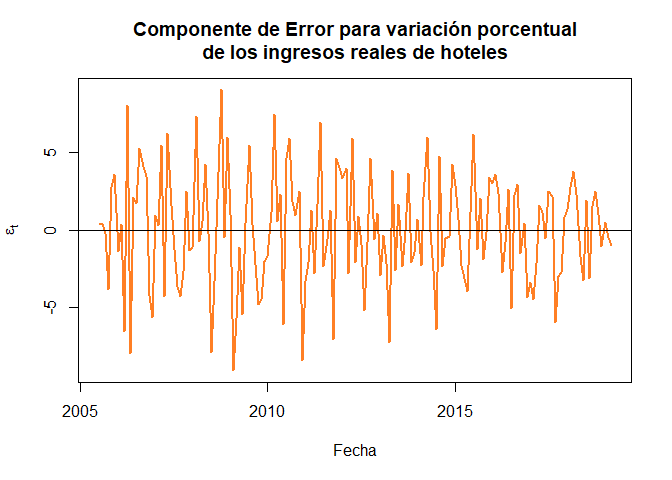 Componente de Error para variación porcentual
de los ingresos reales de hoteles
5
0
-5
εt
2005 2010 2015
Fecha